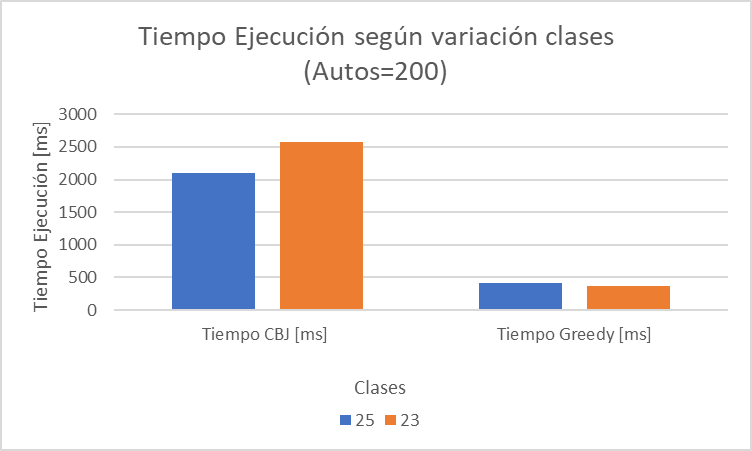 Tiempo Ejecución según variación clases
(Autos=200)
Tiempo Ejecución [ms]
3000
2500
2000
1500
1000
500
0
Tiempo CBJ [ms]
Tiempo Greedy [ms]
Clases
25
23